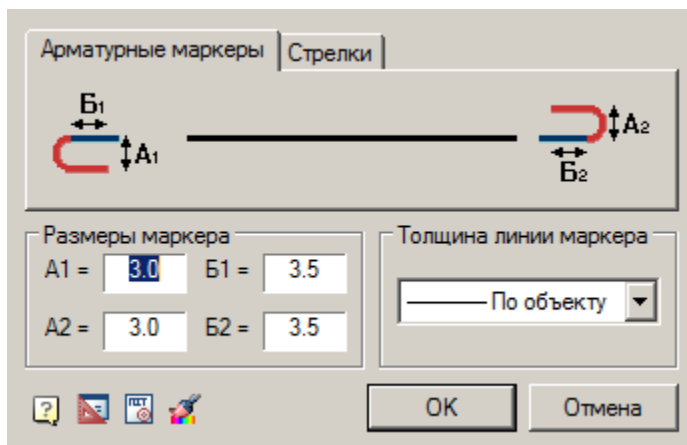 Арматурные маркеры Стрелки
Б1
А1
А2
Б2
Размеры маркера
А1 = 3.0 Б1 = 3.5
А2 = 3.0 Б2 = 3.5
Толщина линии маркера
По объекту
OK Отмена